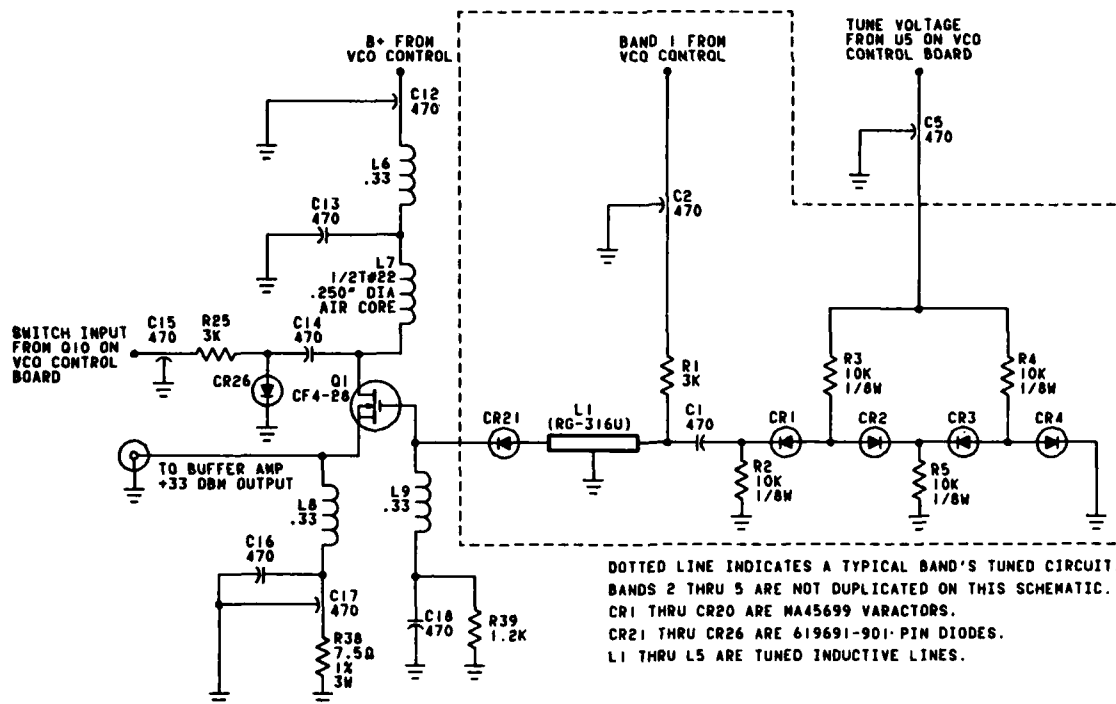 B+ FROM
VCO CONTROL
BAND 1 FROM
VCO CONTROL
TUNE VOLTAGE
FROM U5 ON VCO
CONTROL BOARD
C12
470
C5
470
L6
.33
C2
470
C13
470
L7
1/2T#22
.250" DIA
AIR CORE
SWITCH INPUT
FROM Q10 ON
VCO CONTROL
BOARD
C15
470
R25
3K
C14
470
CR26
Q1
CF4-28
R1
3K
R3
10K
1/8W
R4
10K
1/8W
CR21
L1
(RG-316U)
C1
470
CR1
CR2
CR3
CR4
R2
10K
1/8W
R5
10K
1/8W
TO BUFFER AMP
+33 DBM OUTPUT
L8
.33
L9
.33
C16
470
C17
470
C18
470
R39
1.2K
R38
7.5Ω
1%
3W
DOTTED LINE INDICATES A TYPICAL BAND'S TUNED CIRCUIT
BANDS 2 THRU 5 ARE NOT DUPLICATED ON THIS SCHEMATIC.
CR1 THRU CR20 ARE MA45699 VARACTORS.
CR21 THRU CR26 ARE 619691-901 PIN DIODES.
L1 THRU L5 ARE TUNED INDUCTIVE LINES.